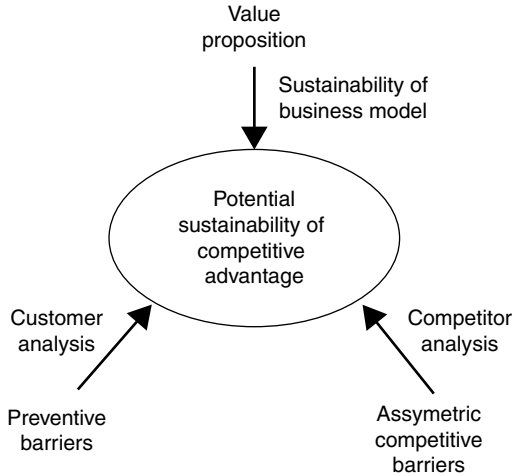 Value
proposition
Sustainability of
business model
Potential
sustainability of
competitive
advantage
Customer
analysis
Competitor
analysis
Preventive
barriers
Assymetric
competitive
barriers